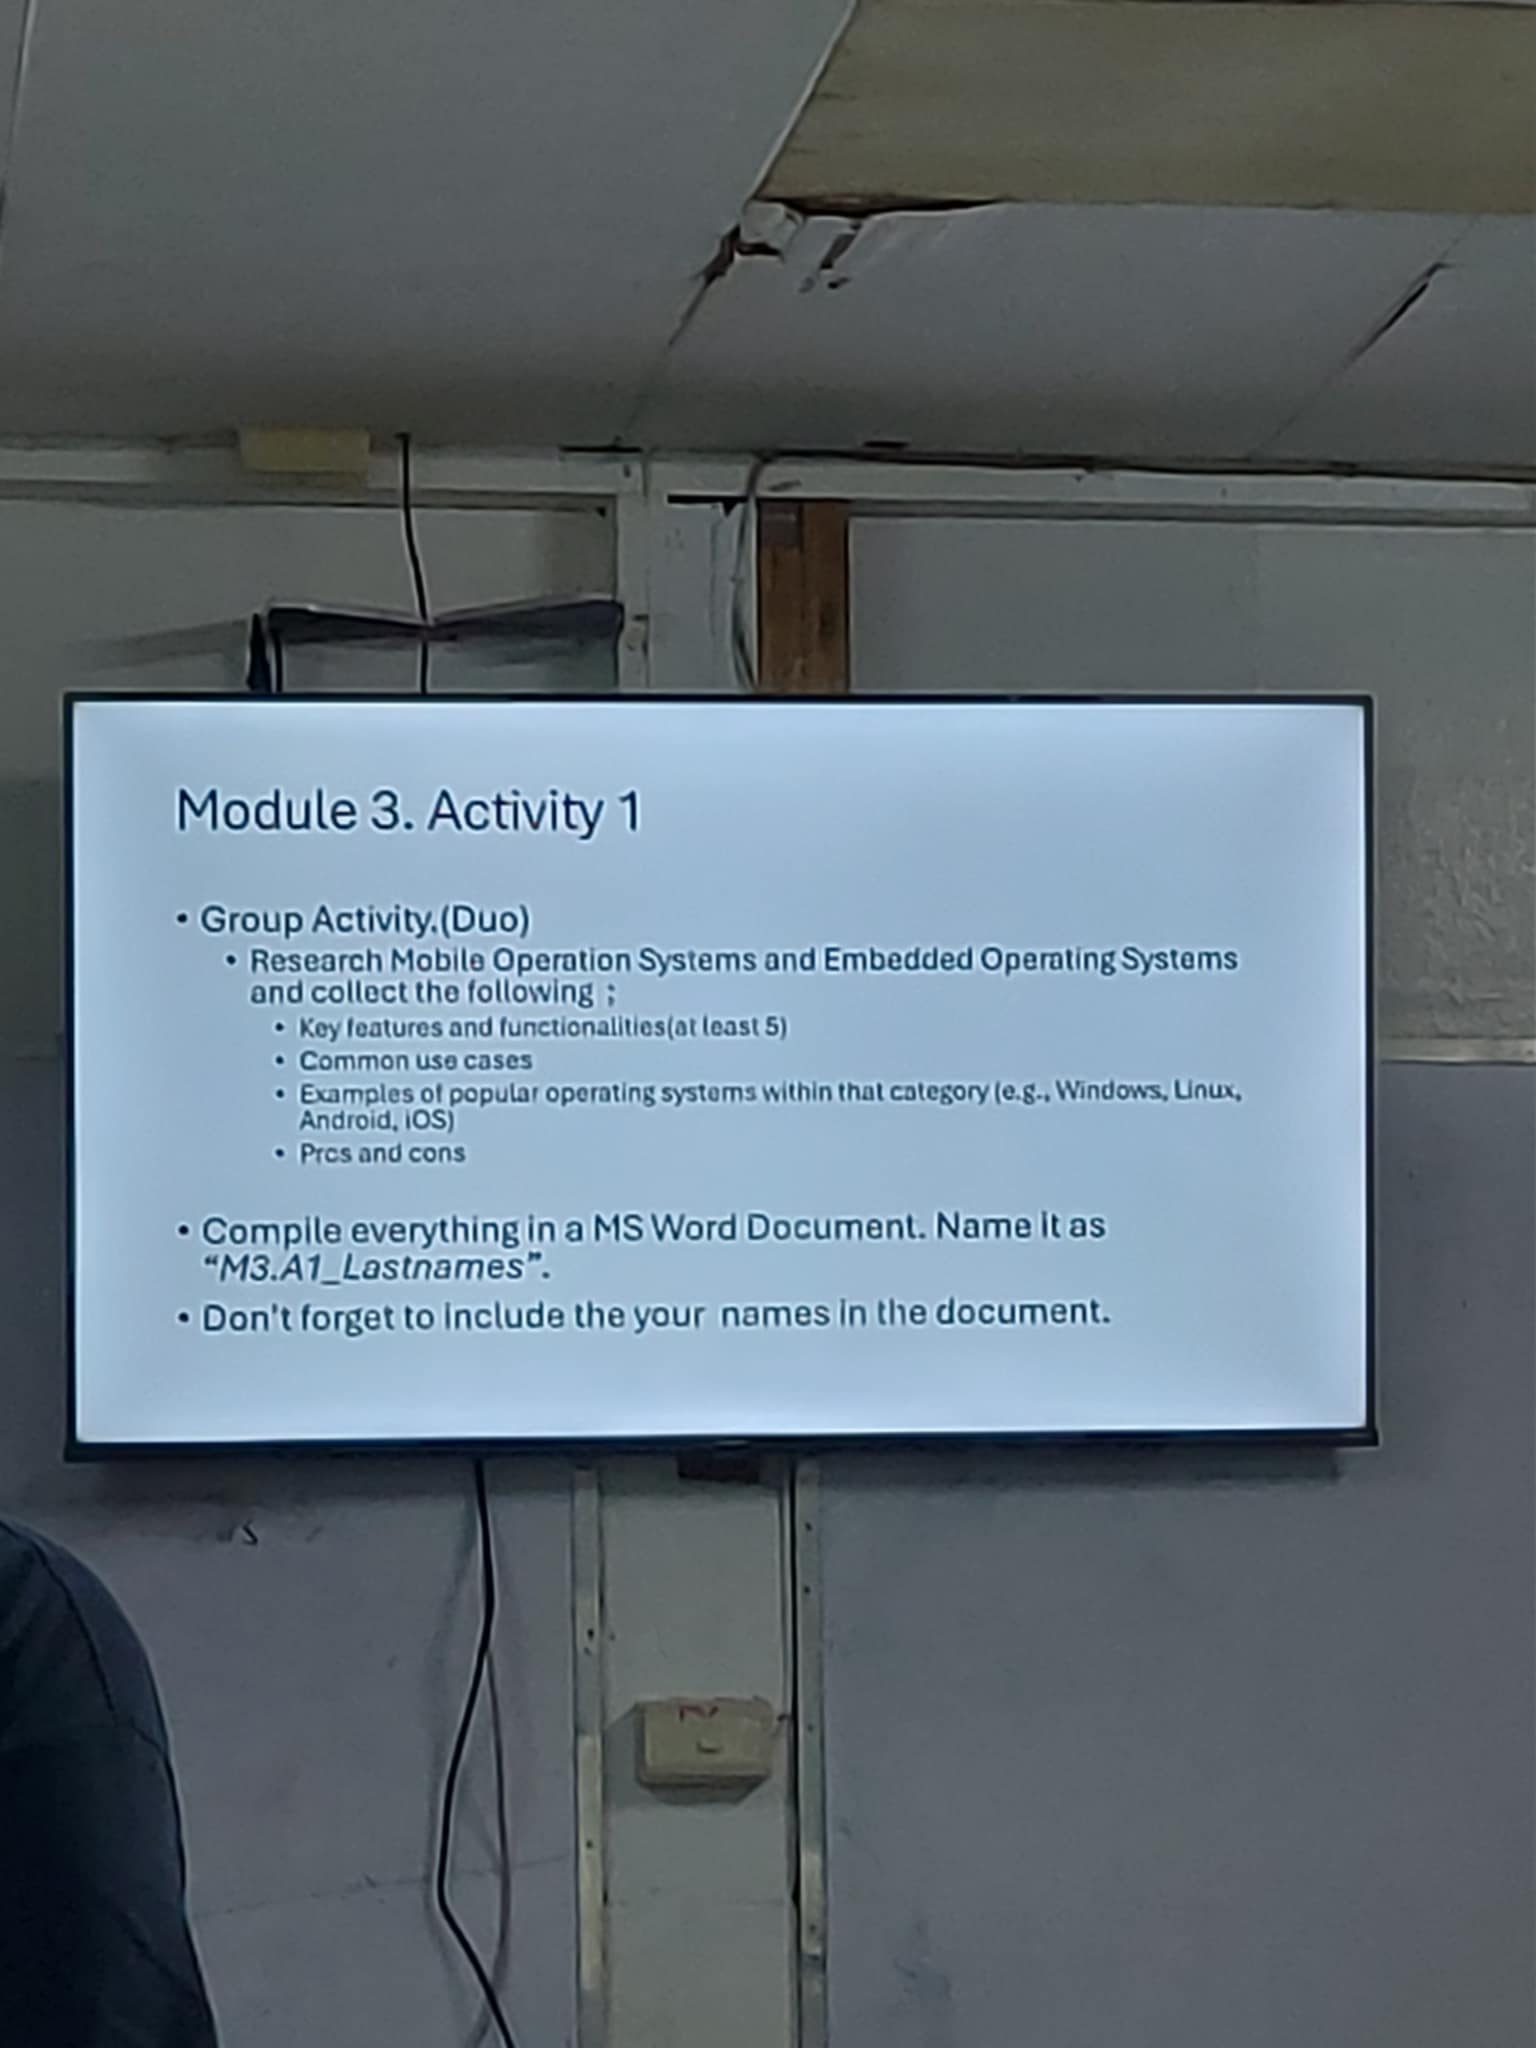 Module 3. Activity 1
• Group Activity.(Duo)
• Research Mobile Operation Systems and Embedded Operating Systems
and collect the following ;
• Key features and functionalities(at least 5)
• Common use cases
• Examples of popular operating systems within that category (e.g., Windows, Linux,
Android, iOS)
• Pros and cons
• Compile everything in a MS Word Document. Name it as
“M3.A1_Lastnames”.
• Don't forget to include the your names in the document.